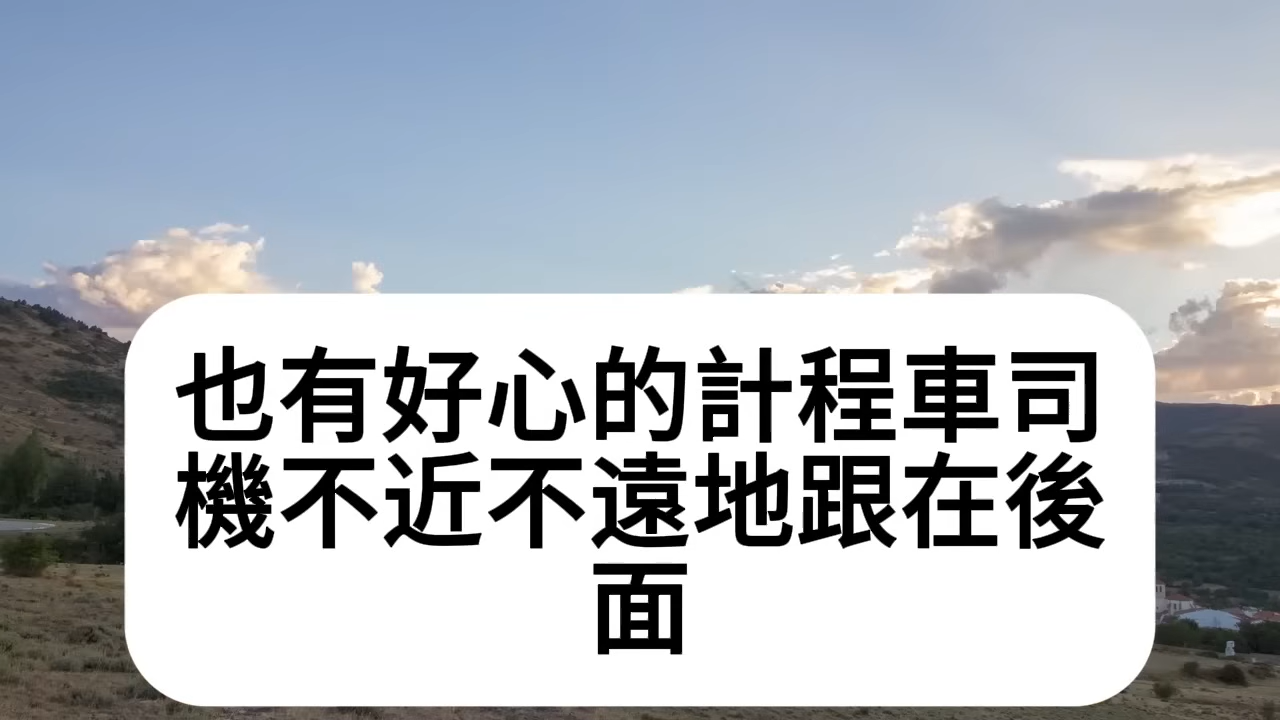 也有好心的計程車司
機不近不遠地跟在後
面